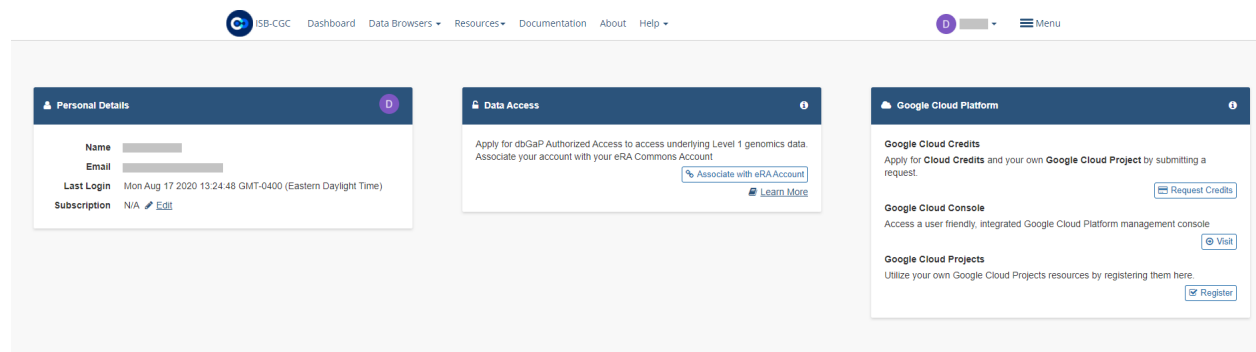 ISB-CGC Dashboard Data Browsers Resources Documentation About Help D Menu
Personal Details D
Name
Email
Last Login Mon Aug 17 2020 13:24:48 GMT-0400 (Eastern Daylight Time)
Subscription N/A Edit
Data Access
Apply for dbGaP Authorized Access to access underlying Level 1 genomics data.
Associate your account with your eRA Commons Account
Associate with eRA Account
Learn More
Google Cloud Platform
Google Cloud Credits
Apply for Cloud Credits and your own Google Cloud Project by submitting a
request.
Request Credits
Google Cloud Console
Access a user friendly, integrated Google Cloud Platform management console
Visit
Google Cloud Projects
Utilize your own Google Cloud Projects resources by registering them here.
Register